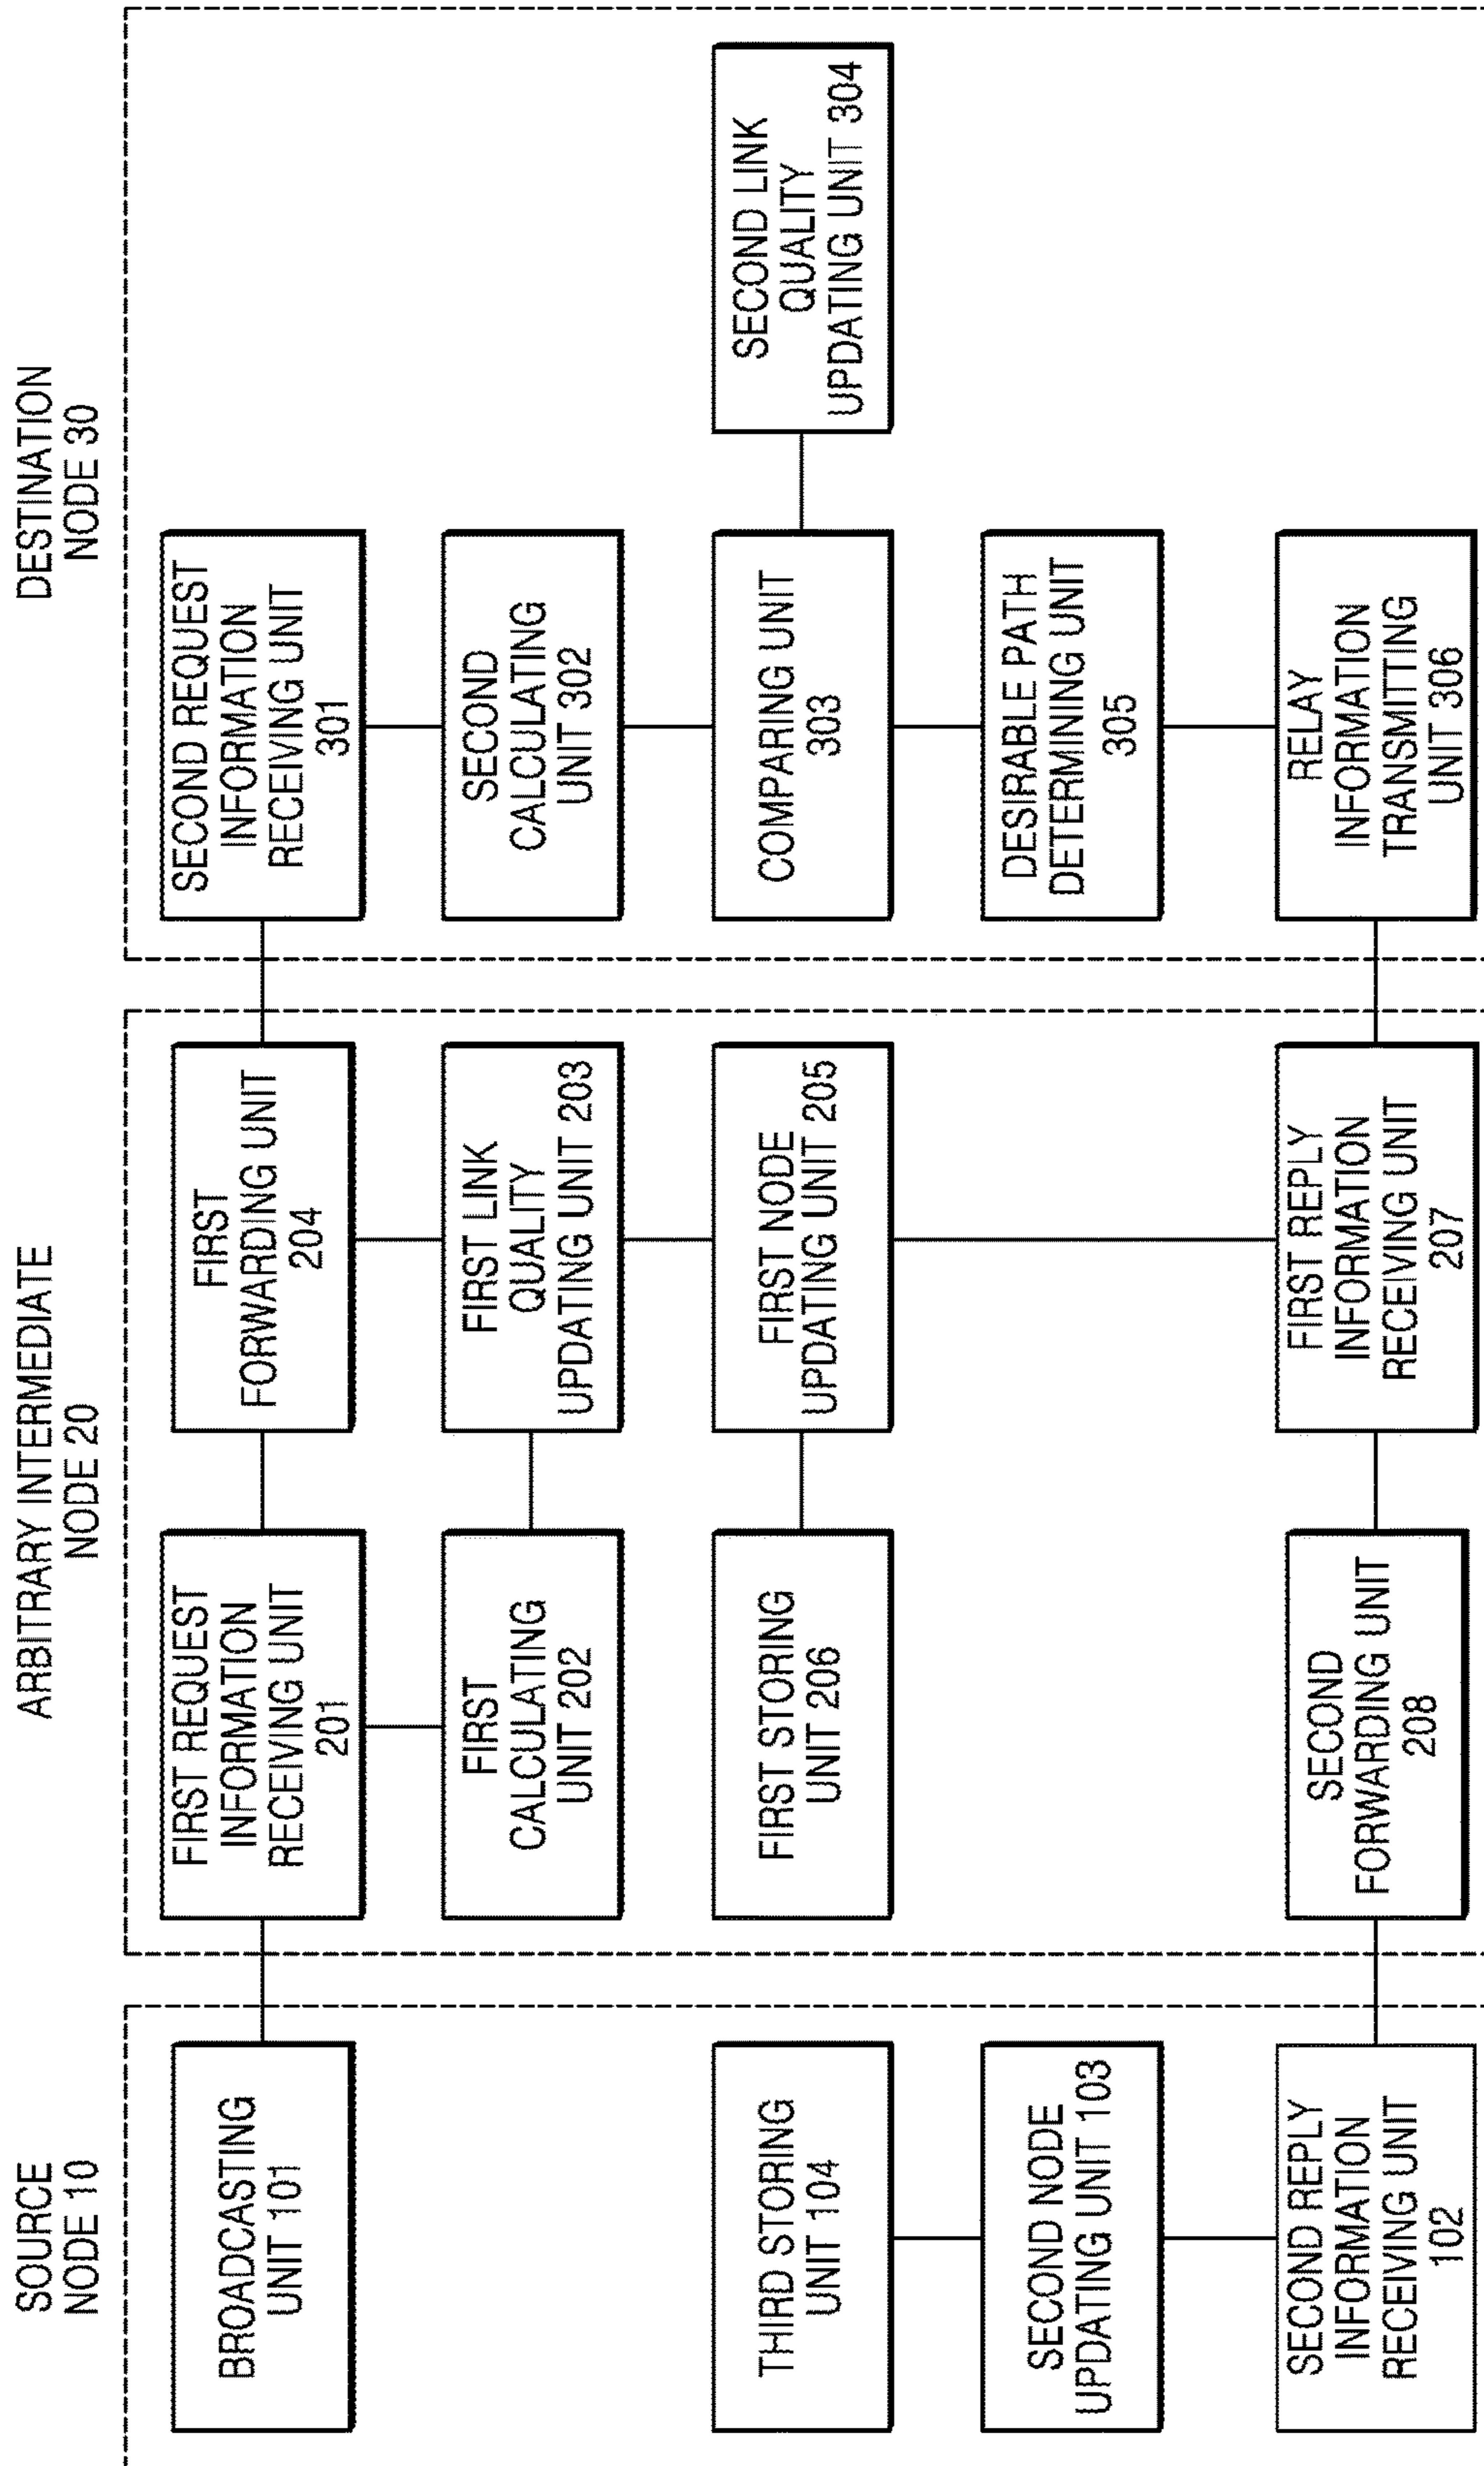 SOURCE
NODE 10
BROADCASTING
UNIT 101
THIRD STORING
UNIT 104
SECOND NODE
UPDATING UNIT 103
SECOND REPLY
INFORMATION
RECEIVING UNIT
102
ARBITRARY INTERMEDIATE
NODE 20
FIRST REQUEST
INFORMATION
RECEIVING UNIT
201
FIRST
FORWARDING UNIT
204
FIRST
CALCULATING
UNIT 202
FIRST LINK
QUALITY
UPDATING UNIT 203
FIRST STORING
UNIT 206
FIRST NODE
UPDATING UNIT 205
SECOND
FORWARDING UNIT
208
FIRST REPLY
INFORMATION
RECEIVING UNIT
207
DESTINATION
NODE 30
SECOND REQUEST
INFORMATION
RECEIVING UNIT
301
SECOND
CALCULATING
UNIT 302
COMPARING UNIT
303
SECOND LINK
QUALITY
UPDATING UNIT 304
DESIRABLE PATH
DETERMINING UNIT
305
RELAY
INFORMATION
TRANSMITTING
UNIT 306